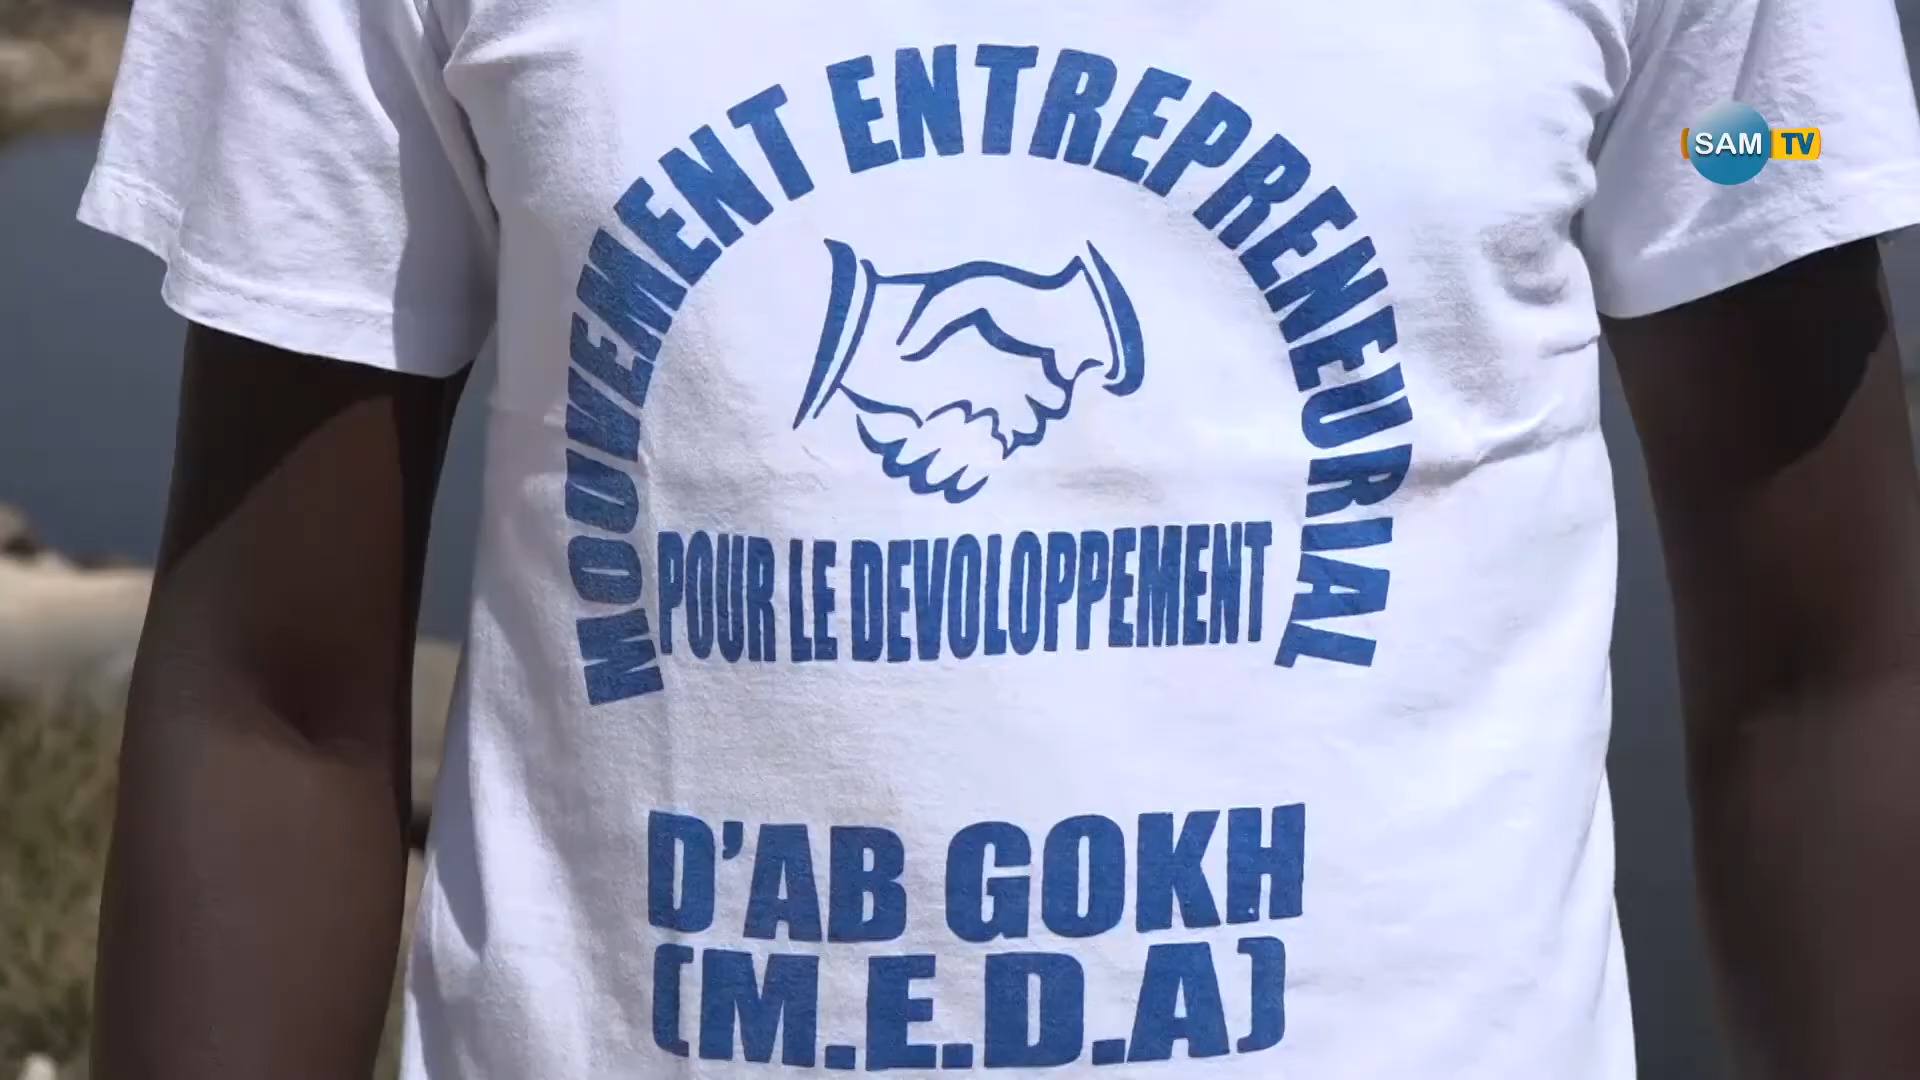 MOUVEMENT ENTREPRENEURIAL
POUR LE DEVOLOPPEMENT
D'AB GOKH
(M.E.D.A)
SAM TV